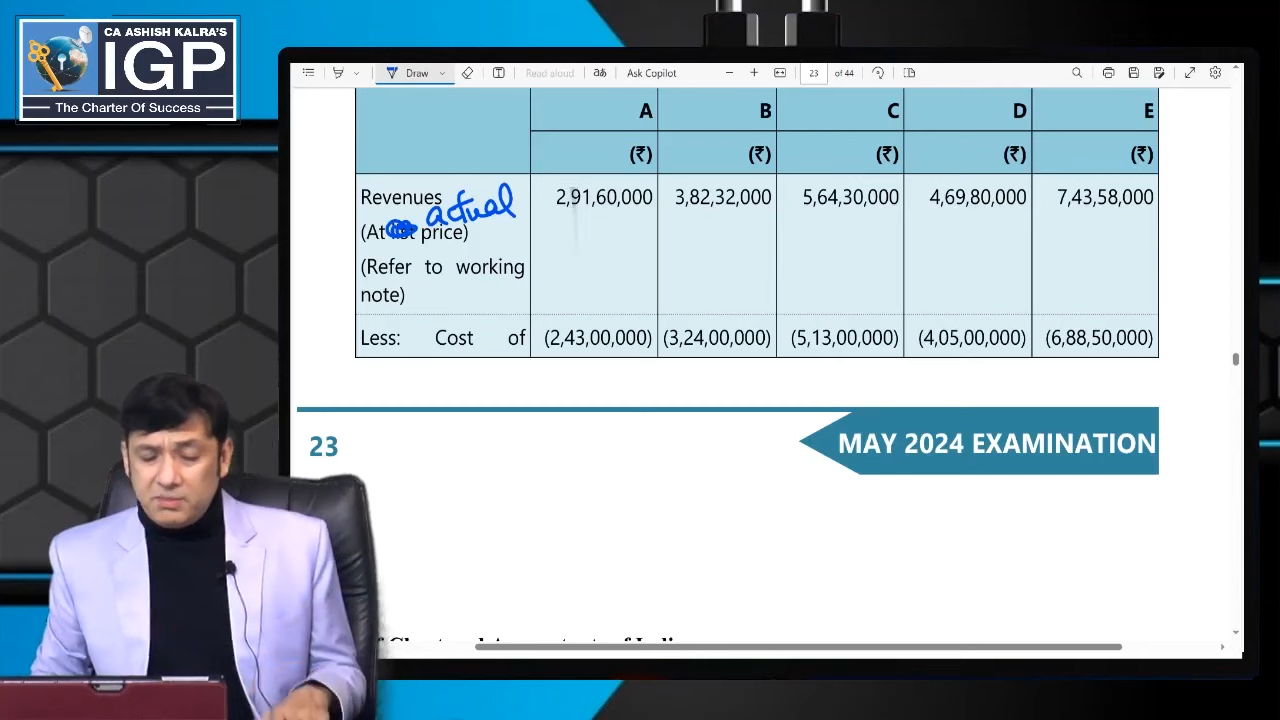 CA ASHISH KALRA'S
IGP
The Charter Of Success
Draw
Read aloud
Ask Copilot
23
of 44
A B C D E
(₹) (₹) (₹) (₹) (₹)
Revenues actual 2,91,60,000 3,82,32,000 5,64,30,000 4,69,80,000 7,43,58,000
(At price)
(Refer to working
note)
Less: Cost of (2,43,00,000) (3,24,00,000) (5,13,00,000) (4,05,00,000) (6,88,50,000)
23
MAY 2024 EXAMINATION